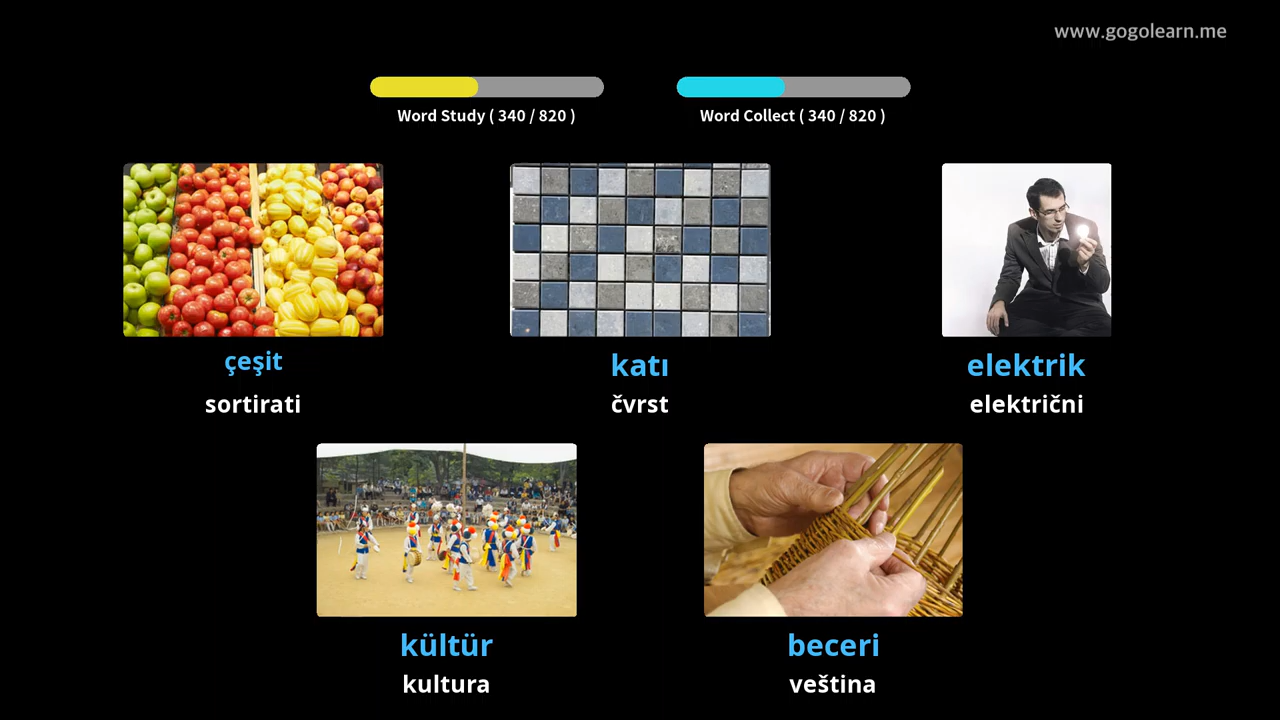 www.gogolearn.me
Word Study ( 340 / 820 )
Word Collect ( 340 / 820 )
çeşit
katı
elektrik
sortirati
čvrst
električni
kültür
beceri
kultura
veština